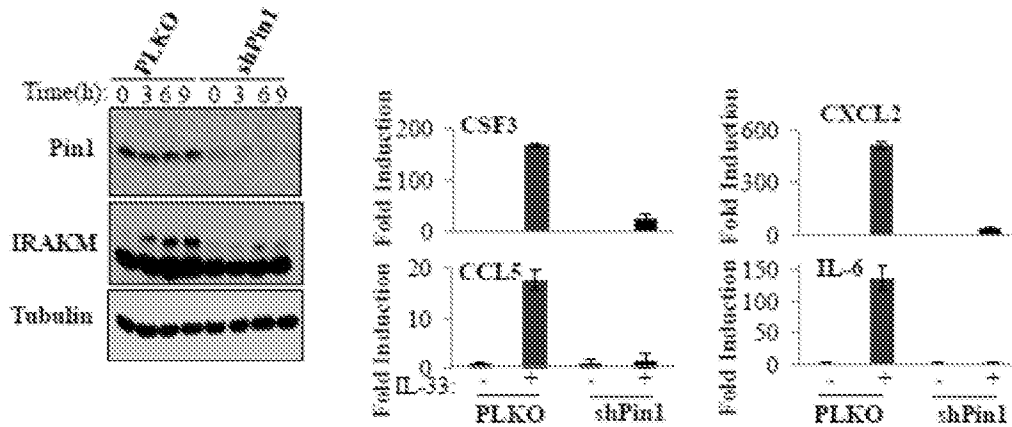 PLKO shPin1
Time(h): 0 3 6 9 0 3 6 9
Pin1
IRAKM
Tubulin
Fold Induction
CSF3
200
100
0
Fold Induction
CCL5
20
10
0
IL-33: - + - +
PLKO shPin1
Fold Induction
CXCL2
600
300
0
Fold Induction
IL-6
150
100
50
0
- + - +
PLKO shPin1